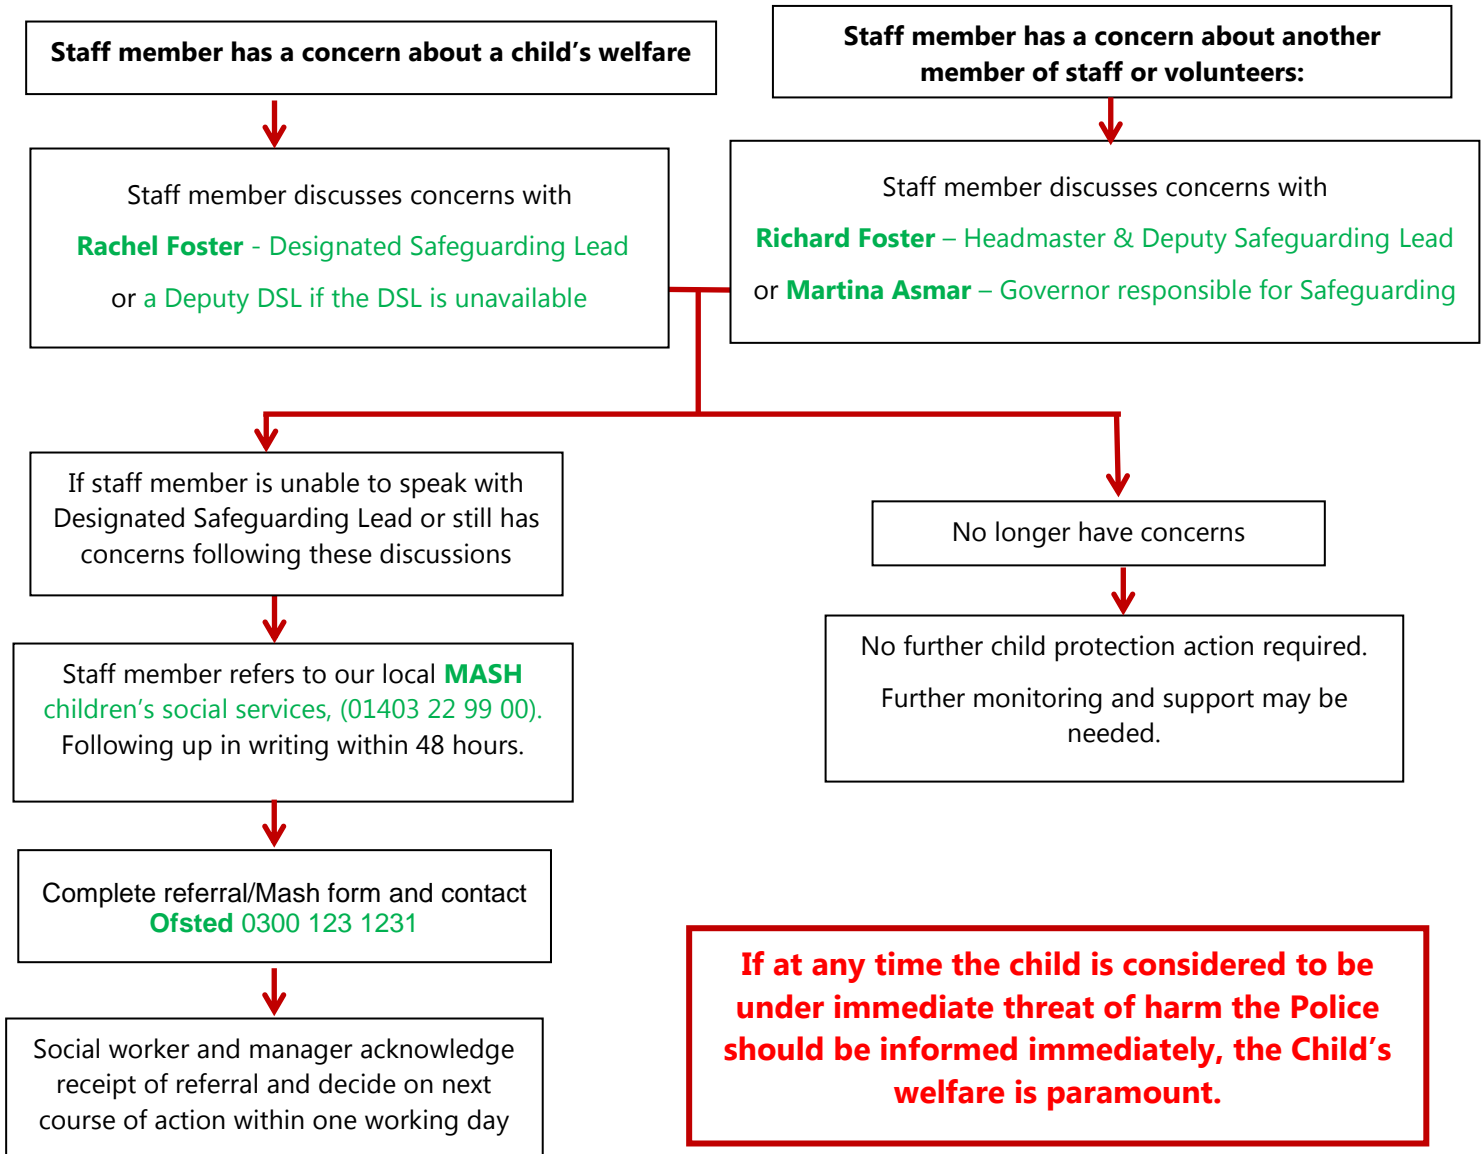 Staff member has a concern about a child’s welfare
Staff member has a concern about another
member of staff or volunteers:
Staff member discusses concerns with
Rachel Foster - Designated Safeguarding Lead
or a Deputy DSL if the DSL is unavailable
Staff member discusses concerns with
Richard Foster – Headmaster & Deputy Safeguarding Lead
or Martina Asmar – Governor responsible for Safeguarding
If staff member is unable to speak with
Designated Safeguarding Lead or still has
concerns following these discussions
No longer have concerns
Staff member refers to our local MASH
children’s social services, (01403 22 99 00).
Following up in writing within 48 hours.
No further child protection action required.
Further monitoring and support may be
needed.
Complete referral/Mash form and contact
Ofsted 0300 123 1231
Social worker and manager acknowledge
receipt of referral and decide on next
course of action within one working day
If at any time the child is considered to be
under immediate threat of harm the Police
should be informed immediately, the Child’s
welfare is paramount.